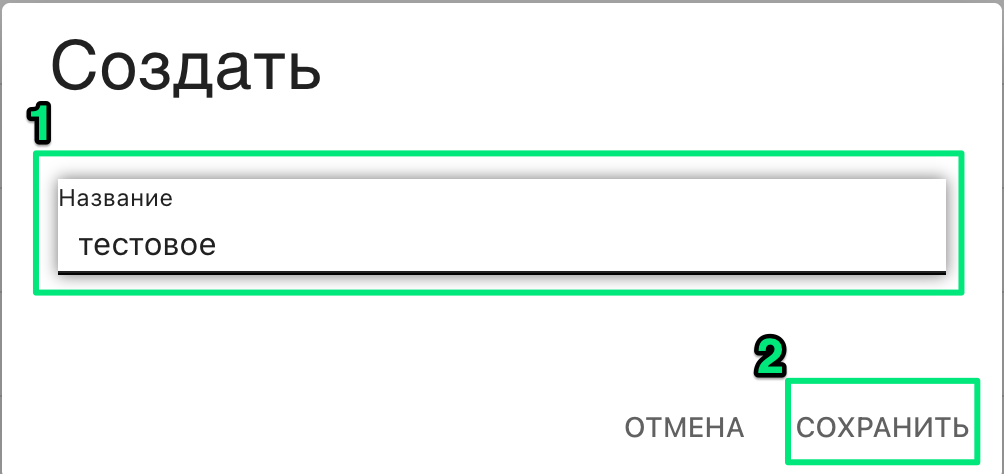 Создать
1
Название
тестовое
2
ОТМЕНА СОХРАНИТЬ